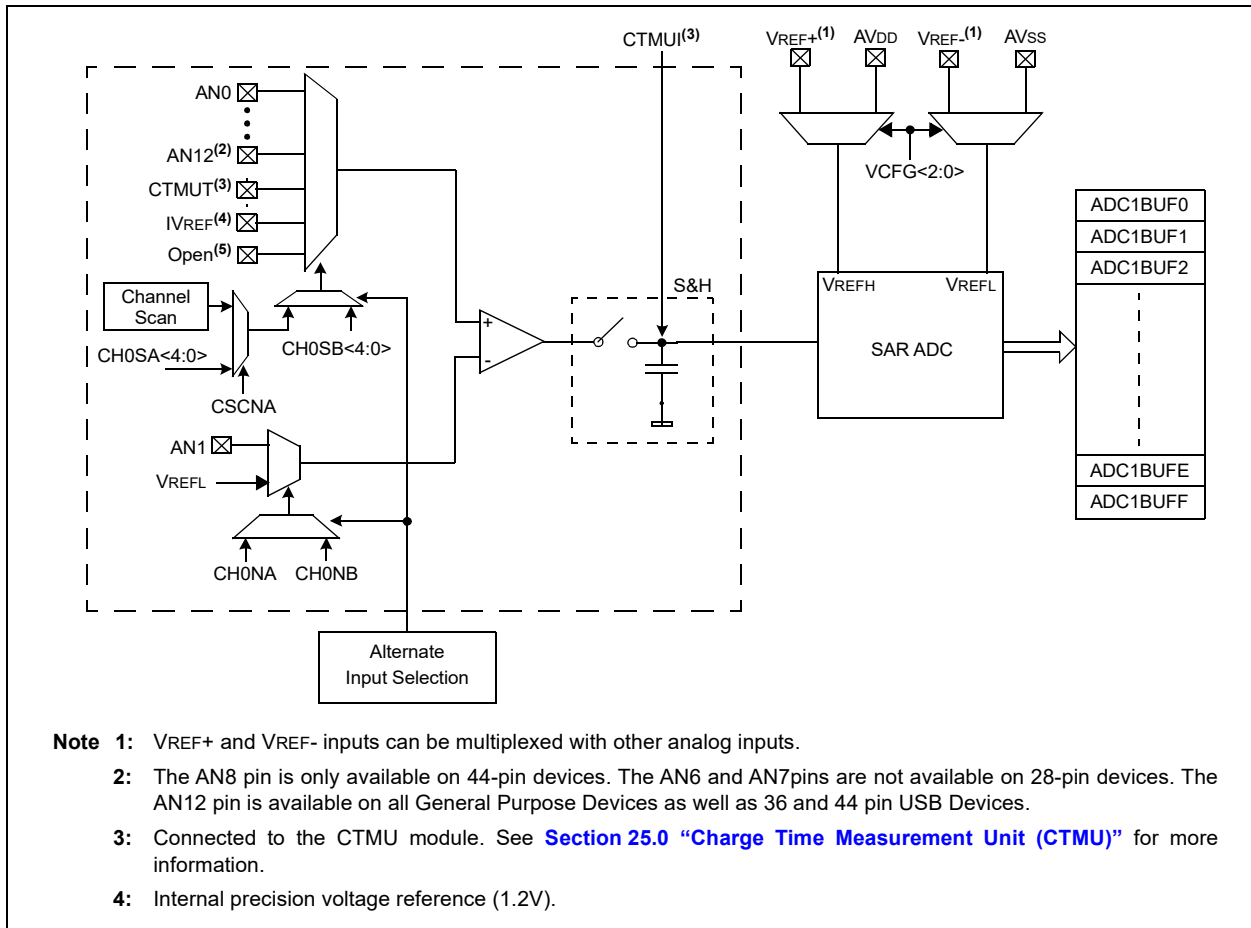 CTMUI(3)
VREF+(1) AVDD VREF-(1) AVSS
AN0
AN12(2)
CTMUT(3)
IVREF(4)
Open(5)
VCFG<2:0>
ADC1BUF0
ADC1BUF1
ADC1BUF2
Channel
Scan
CH0SA<4:0>
CH0SB<4:0>
CSCNA
+
-
S&H
VREFH VREFL
SAR ADC
AN1
VREFL
CH0NA CH0NB
ADC1BUFE
ADC1BUFF
Alternate
Input Selection
Note 1: VREF+ and VREF- inputs can be multiplexed with other analog inputs.
2: The AN8 pin is only available on 44-pin devices. The AN6 and AN7pins are not available on 28-pin devices. The
AN12 pin is available on all General Purpose Devices as well as 36 and 44 pin USB Devices.
3: Connected to the CTMU module. See Section 25.0 “Charge Time Measurement Unit (CTMU)” for more
information.
4: Internal precision voltage reference (1.2V).